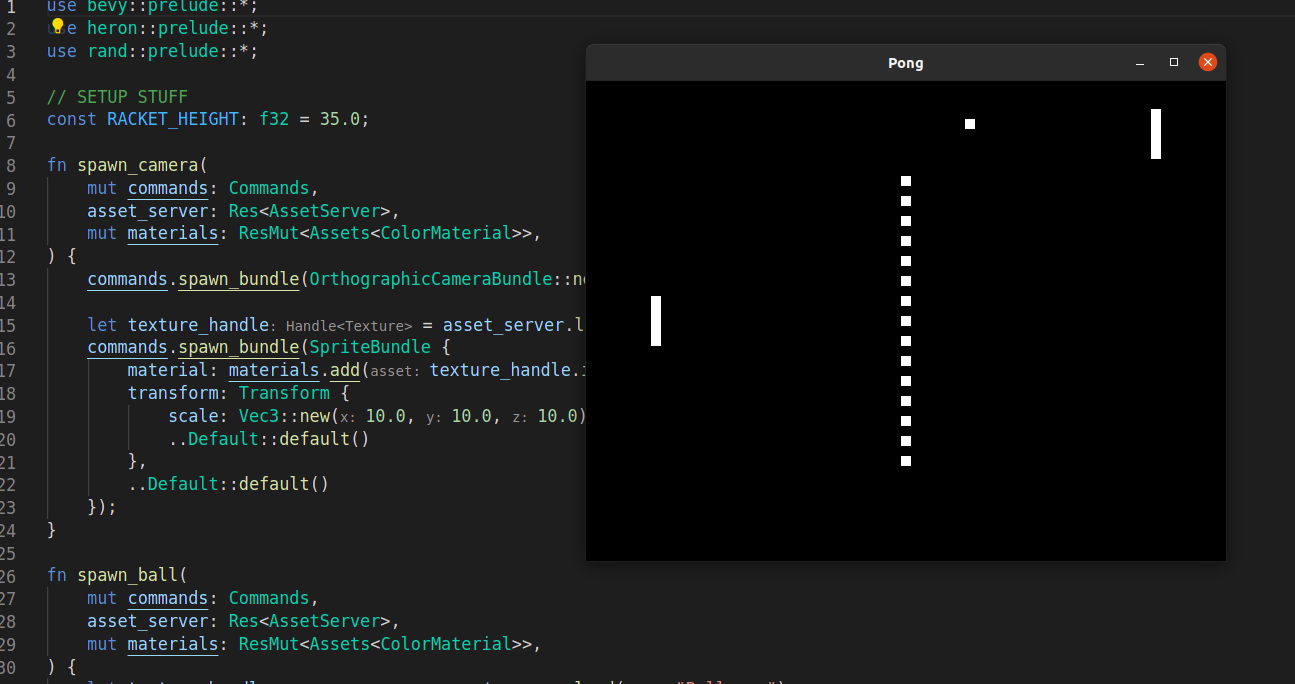 1 use bevy::prelude::*;
2 use heron::prelude::*;
3 use rand::prelude::*;
4
5 // SETUP STUFF
6 const RACKET_HEIGHT: f32 = 35.0;
7
8 fn spawn_camera(
9 mut commands: Commands,
10 asset_server: Res<AssetServer>,
11 mut materials: ResMut<Assets<ColorMaterial>>,
12 ) {
13 commands.spawn_bundle(OrthographicCameraBundle::ne
14
15 let texture_handle: Handle<Texture> = asset_server.l
16 commands.spawn_bundle(SpriteBundle {
17 material: materials.add(asset: texture_handle.i
18 transform: Transform {
19 scale: Vec3::new(x: 10.0, y: 10.0, z: 10.0)
20 ..Default::default()
21 },
22 ..Default::default()
23 });
24 }
25
26 fn spawn_ball(
27 mut commands: Commands,
28 asset_server: Res<AssetServer>,
29 mut materials: ResMut<Assets<ColorMaterial>>,
30 ) {
Pong